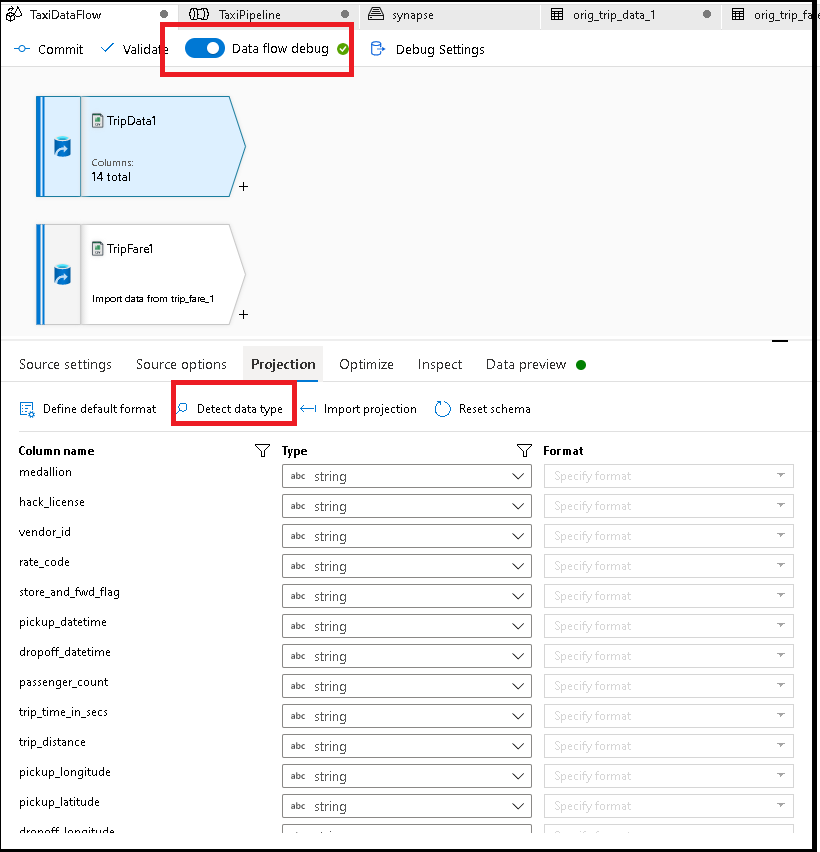 TaxiDataFlow TaxiPipeline synapse orig_trip_data_1 orig_trip_fare
Commit Validate Data flow debug Debug Settings
TripData1
Columns:
14 total
+
TripFare1
Import data from trip_fare_1
+
Source settings Source options Projection Optimize Inspect Data preview
Define default format Detect data type Import projection Reset schema
Column name Type Format
medallion abc string Specify format
hack_license abc string Specify format
vendor_id abc string Specify format
rate_code abc string Specify format
store_and_fwd_flag abc string Specify format
pickup_datetime abc string Specify format
dropoff_datetime abc string Specify format
passenger_count abc string Specify format
trip_time_in_secs abc string Specify format
trip_distance abc string Specify format
pickup_longitude abc string Specify format
pickup_latitude abc string Specify format
dropoff_longitude